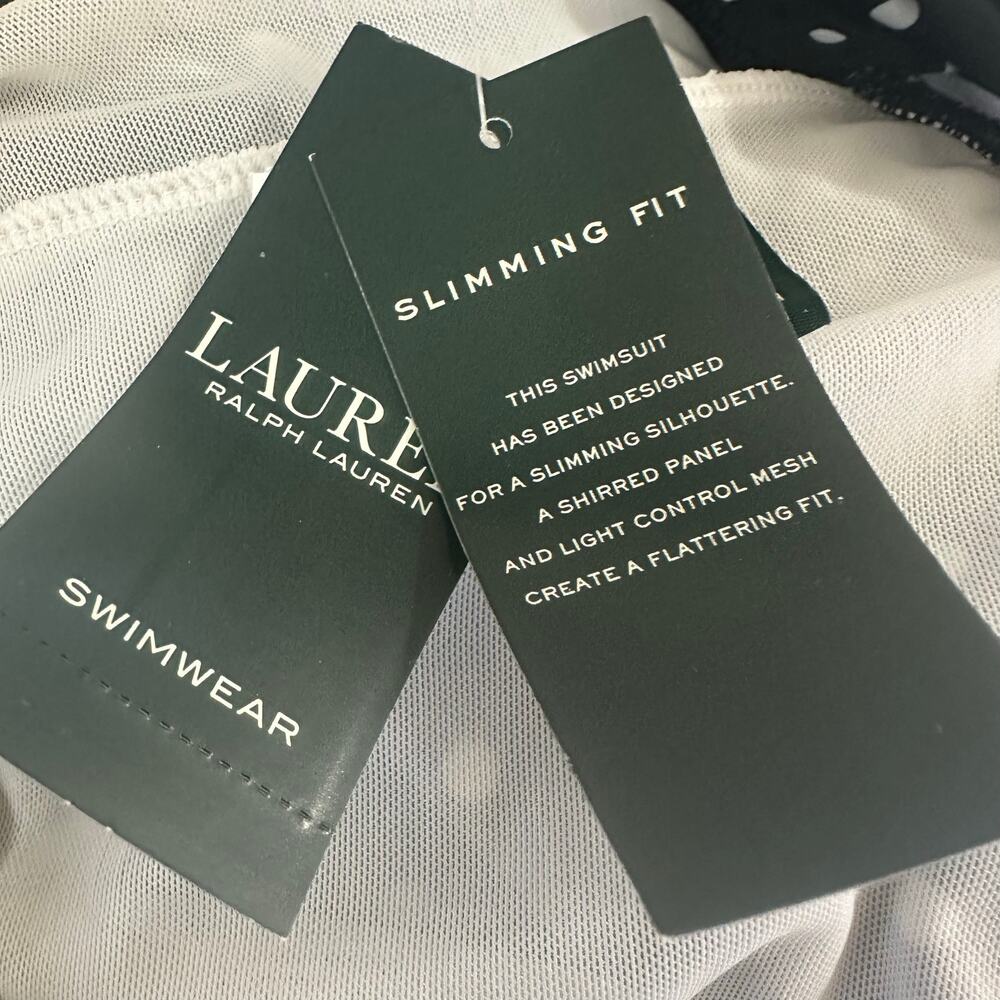 LAURE
RALPH LAUREN
SWIMWEAR
SLIMMING FIT
THIS SWIMSUIT
HAS BEEN DESIGNED
FOR A SLIMMING SILHOUETTE.
A SHIRRED PANEL
AND LIGHT CONTROL MESH
CREATE A FLATTERING FIT.